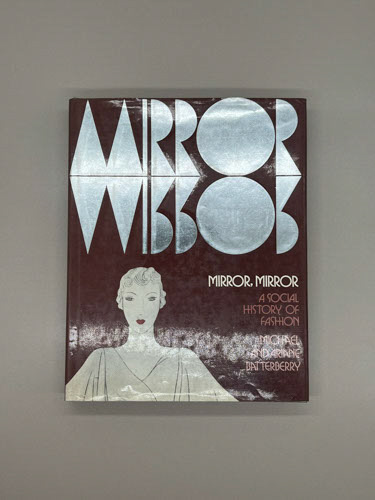 MIRROR
MIRROR
MIRROR, MIRROR
A SOCIAL
HISTORY OF
FASHION
MICHAEL
AND ARIANE
BATTERBERRY